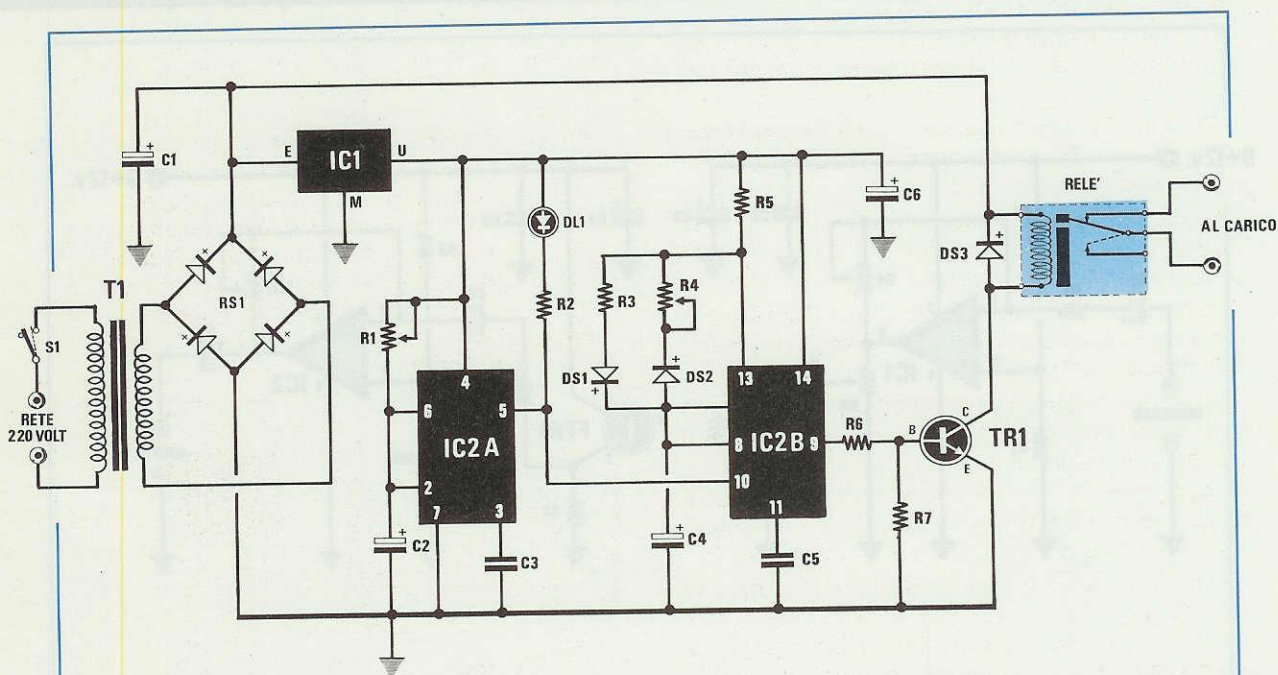 C1
E
IC1
U
M
C6
RELE'
AL CARICO
DS3
T1
S1
RETE
220 VOLT
RS1
R1
DL1
R2
R5
R3
R4
DS1
DS2
4
6
5
IC2A
2
7
3
C2
C3
13
14
8
IC2B
9
10
11
C4
C5
R6
B
C
E
TR1
R7
+
+
+
+
+
+
+